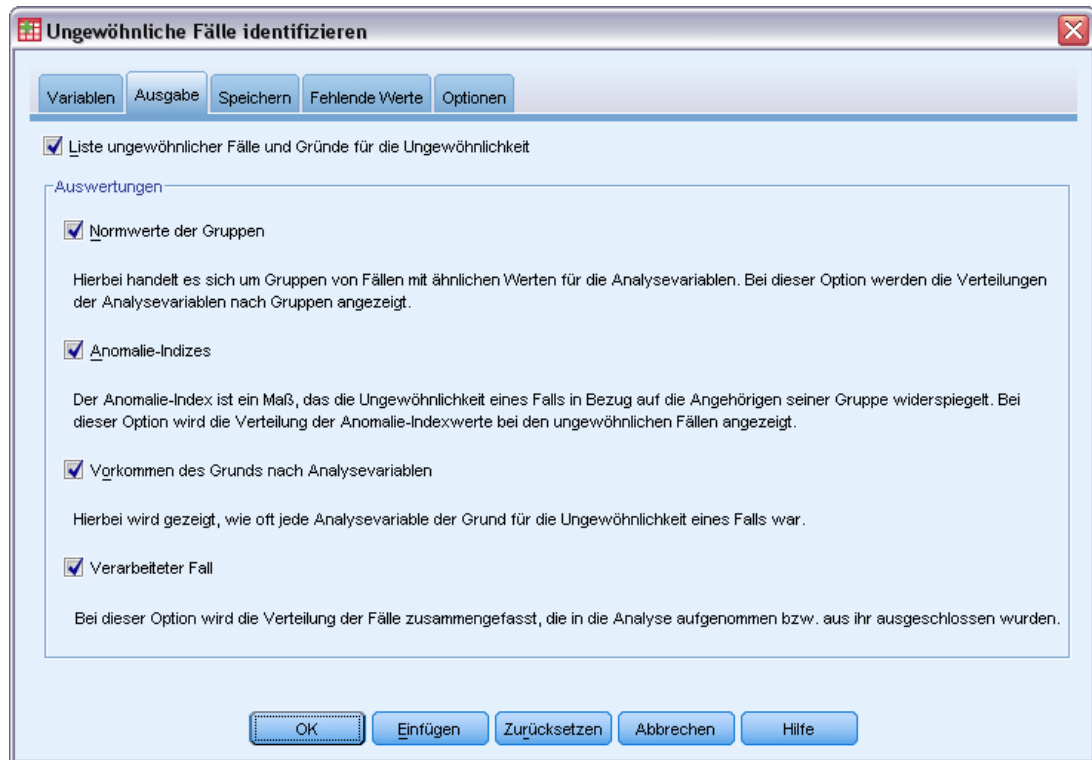 Ungewöhnliche Fälle identifizieren
Variablen Ausgabe Speichern Fehlende Werte Optionen
Liste ungewöhnlicher Fälle und Gründe für die Ungewöhnlichkeit
Auswertungen
Normwerte der Gruppen
Hierbei handelt es sich um Gruppen von Fällen mit ähnlichen Werten für die Analysevariablen. Bei dieser Option werden die Verteilungen
der Analysevariablen nach Gruppen angezeigt.
Anomalie-Indizes
Der Anomalie-Index ist ein Maß, das die Ungewöhnlichkeit eines Falls in Bezug auf die Angehörigen seiner Gruppe widerspiegelt. Bei
dieser Option wird die Verteilung der Anomalie-Indexwerte bei den ungewöhnlichen Fällen angezeigt.
Vorkommen des Grunds nach Analysevariablen
Hierbei wird gezeigt, wie oft jede Analysevariable der Grund für die Ungewöhnlichkeit eines Falls war.
Verarbeiteter Fall
Bei dieser Option wird die Verteilung der Fälle zusammengefasst, die in die Analyse aufgenommen bzw. aus ihr ausgeschlossen wurden.
OK Einfügen Zurücksetzen Abbrechen Hilfe